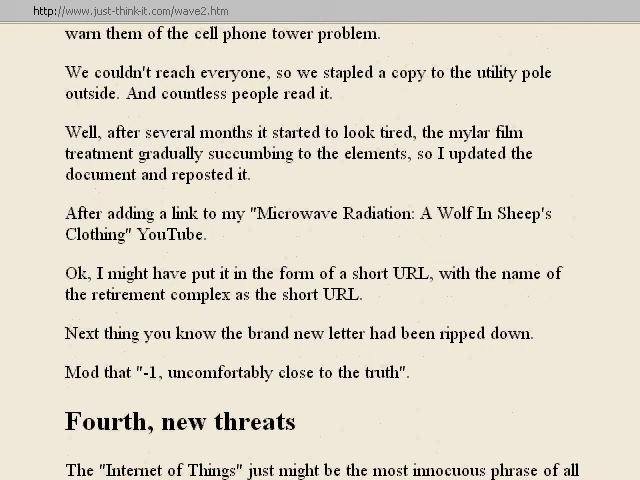 http://www.just-think-it.com/wave2.htm
warn them of the cell phone tower problem.
We couldn't reach everyone, so we stapled a copy to the utility pole
outside. And countless people read it.
Well, after several months it started to look tired, the mylar film
treatment gradually succumbing to the elements, so I updated the
document and reposted it.
After adding a link to my "Microwave Radiation: A Wolf In Sheep's
Clothing" YouTube.
Ok, I might have put it in the form of a short URL, with the name of
the retirement complex as the short URL.
Next thing you know the brand new letter had been ripped down.
Mod that "-1, uncomfortably close to the truth".
Fourth, new threats
The "Internet of Things" just might be the most innocuous phrase of all